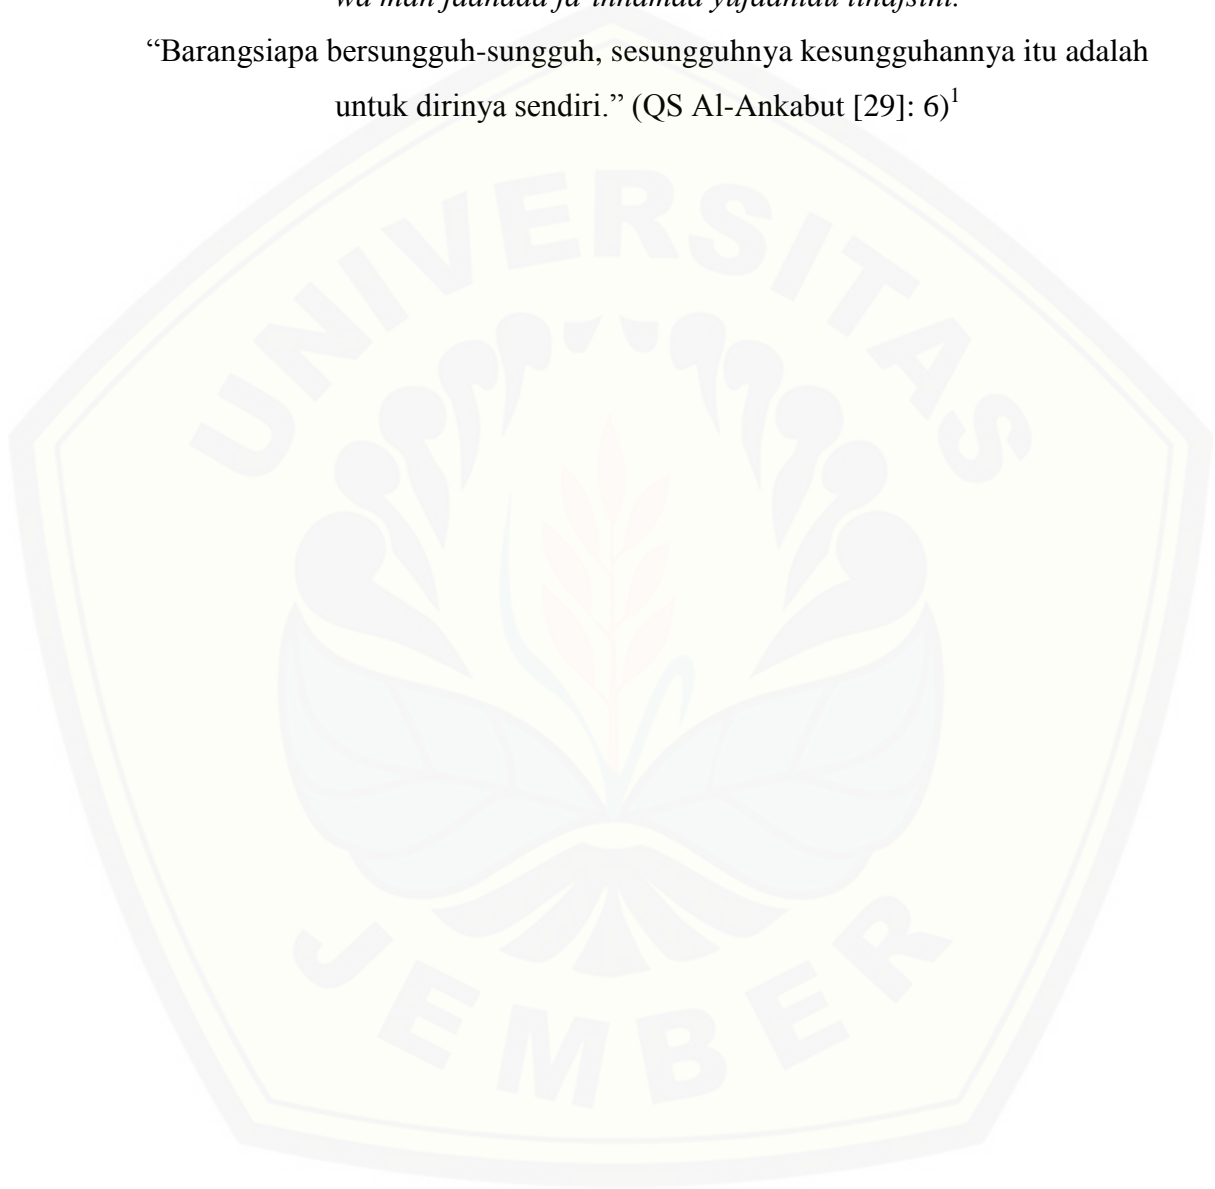 “Barangsiapa bersungguh-sungguh, sesungguhnya kesungguhannya itu adalah
untuk dirinya sendiri.” (QS Al-Ankabut [29]: 6)1
UNIVERSITAS
JEMBER